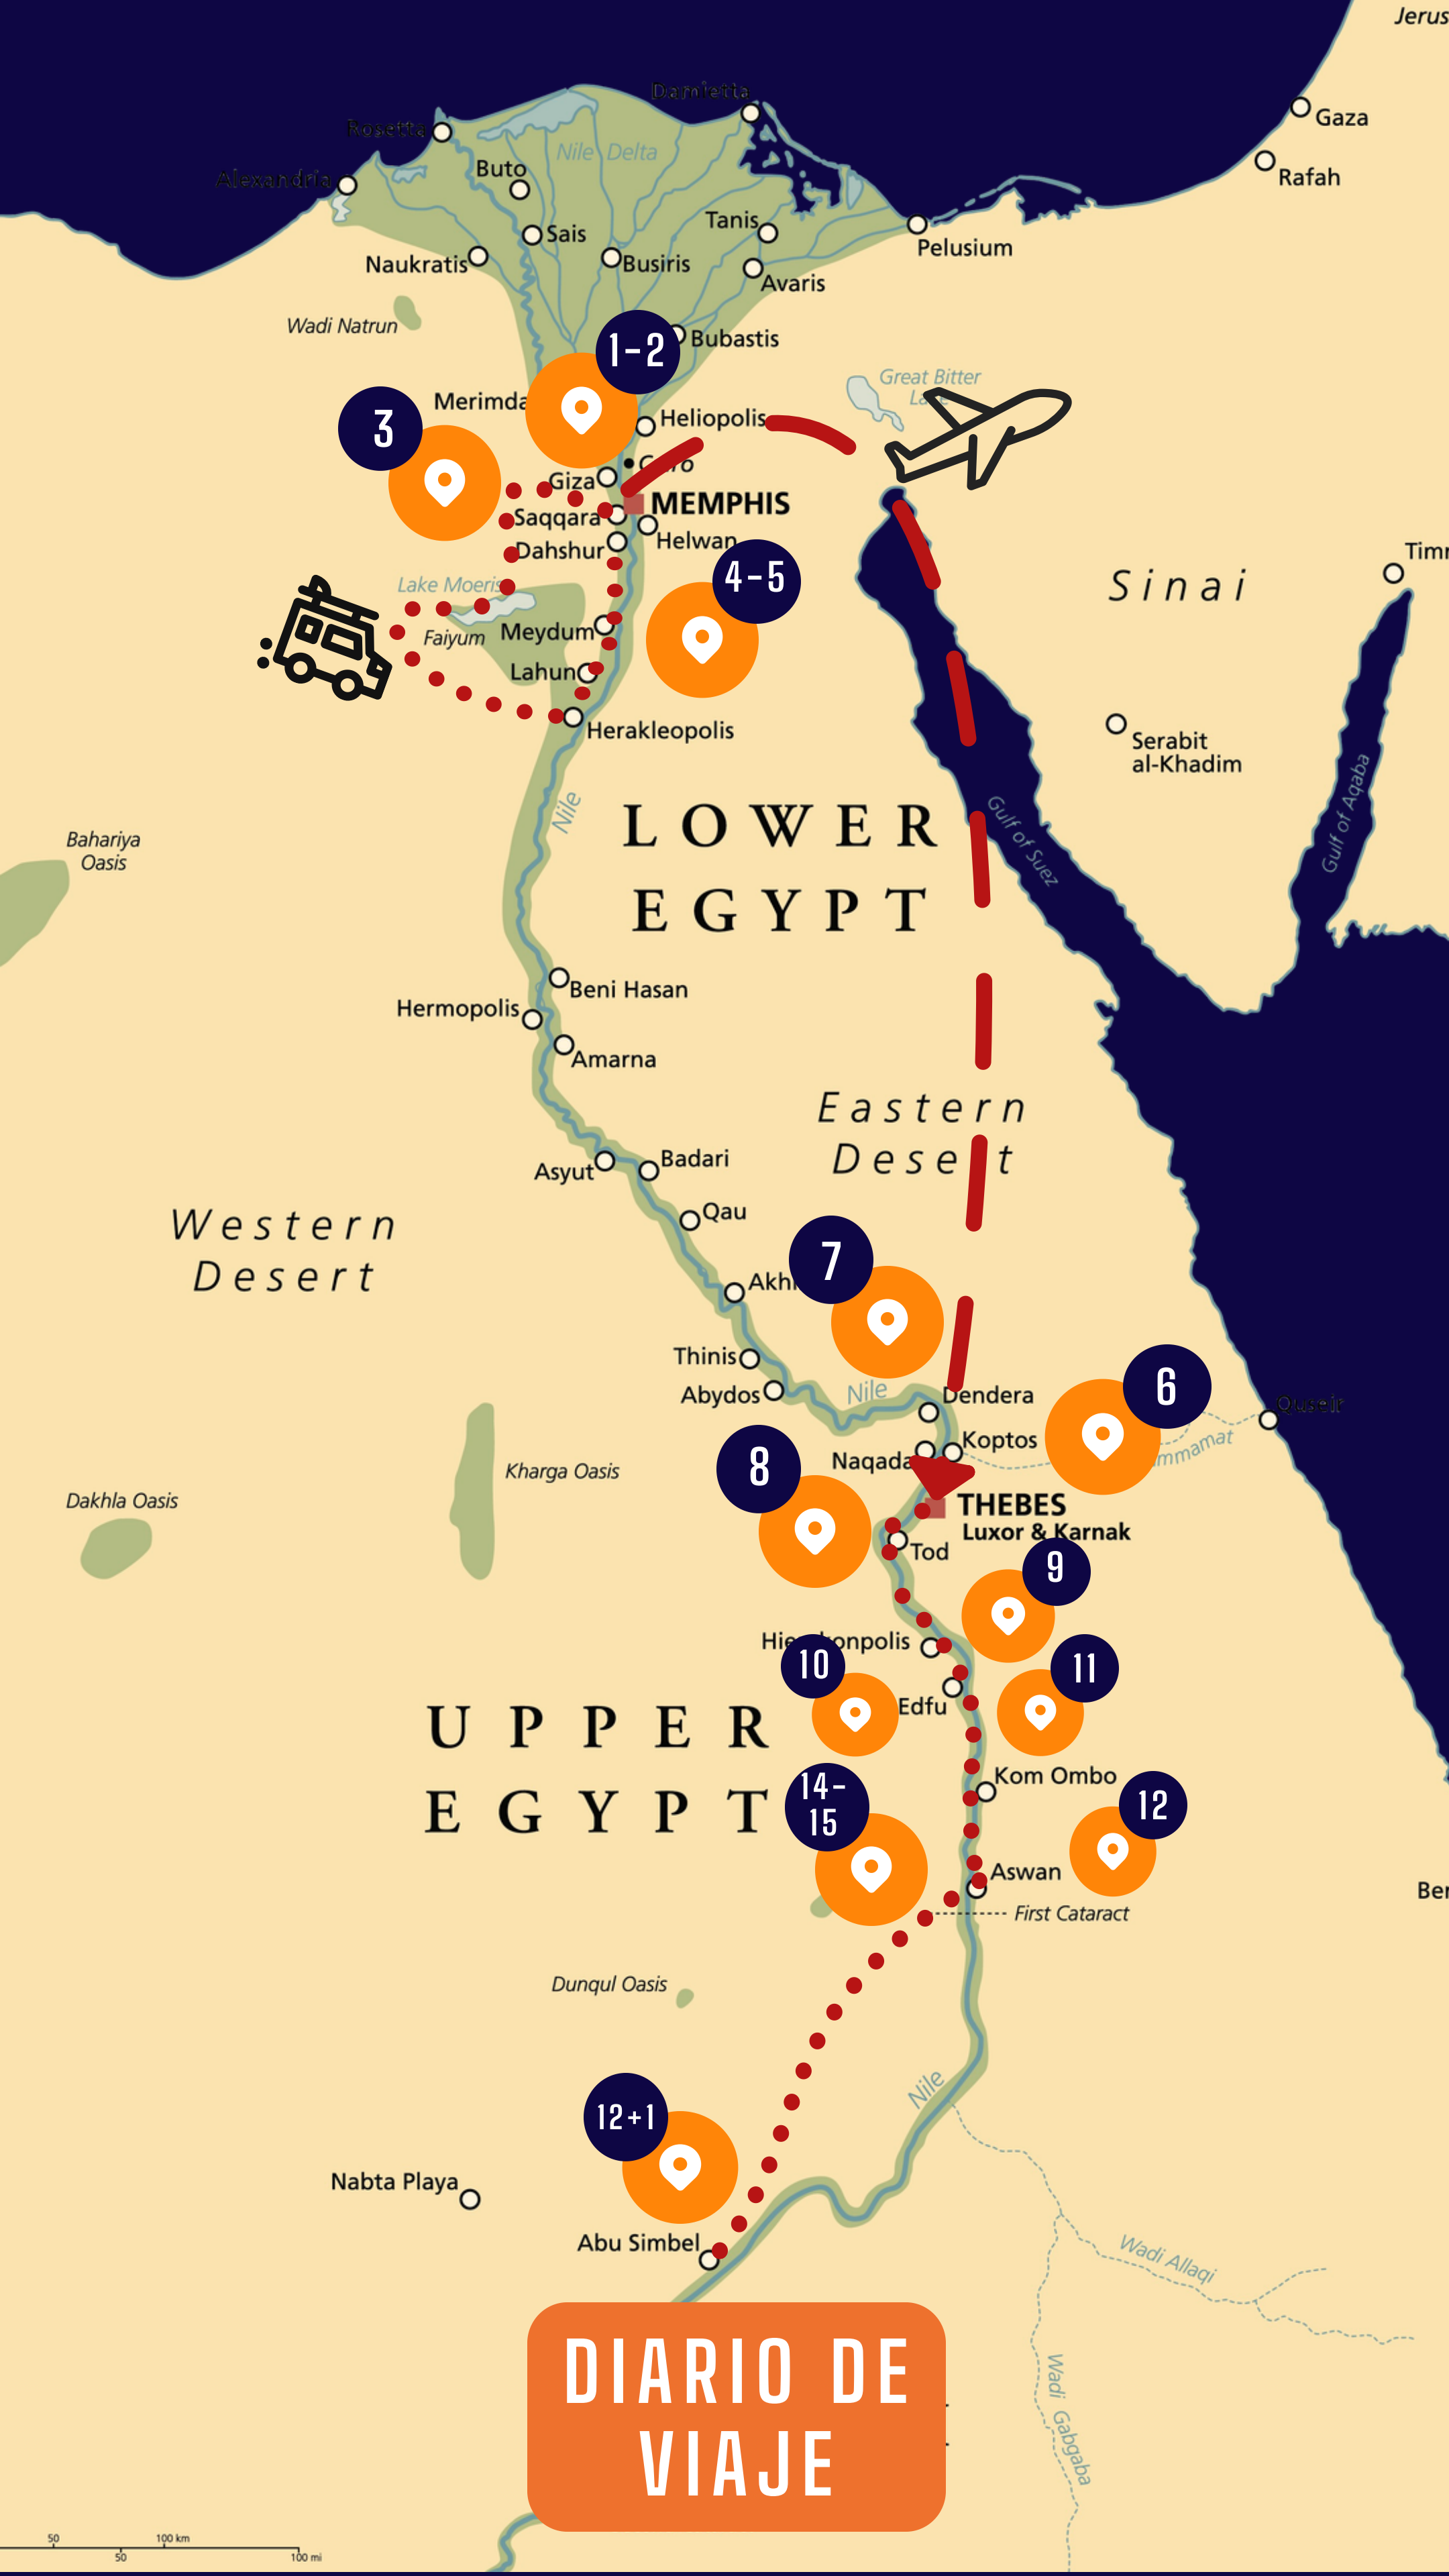 Jerus
Damietta
Gaza
Rosetta
Nile Delta
Rafah
Buto
Alexandria
Tanis
Sais
Pelusium
Naukratis
Busiris
Avaris
Wadi Natrun
1-2
Bubastis
Great Bitter
Lake
3
Merimda
Heliopolis
Cairo
Giza
MEMPHIS
Saqqara
Helwan
Dahshur
Timn
4-5
Sinai
Lake Moeris
Faiyum
Meydum
Lahun
Herakleopolis
Serabit
al-Khadim
Nile
LOWER
EGYPT
Gulf of Suez
Gulf of Aqaba
Bahariya
Oasis
Beni Hasan
Hermopolis
Amarna
Eastern
Desert
Asyut
Badari
Qau
Western
Desert
7
Akhm
Thinis
Abydos
Nile
Dendera
6
Quseir
Koptos
mmamat
Naqada
8
Kharga Oasis
Dakhla Oasis
THEBES
Luxor & Karnak
Tod
9
Hierakonpolis
10
11
Edfu
UPPER
EGYPT
Kom Ombo
14-
15
12
Aswan
Ber
First Cataract
Dunqul Oasis
Nile
12+1
Nabta Playa
Abu Simbel
Wadi Allaqi
DIARIO DE
VIAJE
Wadi Gabgaba
50 100 km
50 100 mi